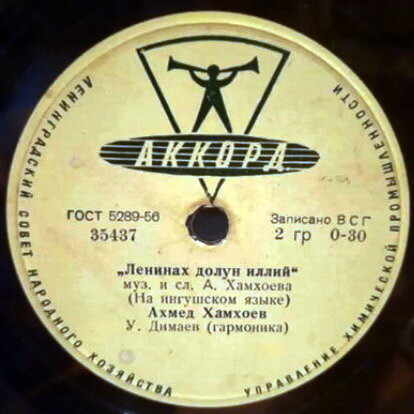 ЛЕНИНГРАДСКИЙ СОВЕТ НАРОДНОГО ХОЗЯЙСТВА
УПРАВЛЕНИЕ ХИМИЧЕСКОЙ ПРОМЫШЛЕННОСТИ
АККОРД
ГОСТ 5289-56
35437
Записано ВСГ
2 гр 0-30
„Ленинах долун иллий“
муз. и сл. А. Хамхоева
(На ингушском языке)
Ахмед Хамхоев
У. Димаев (гармоника)